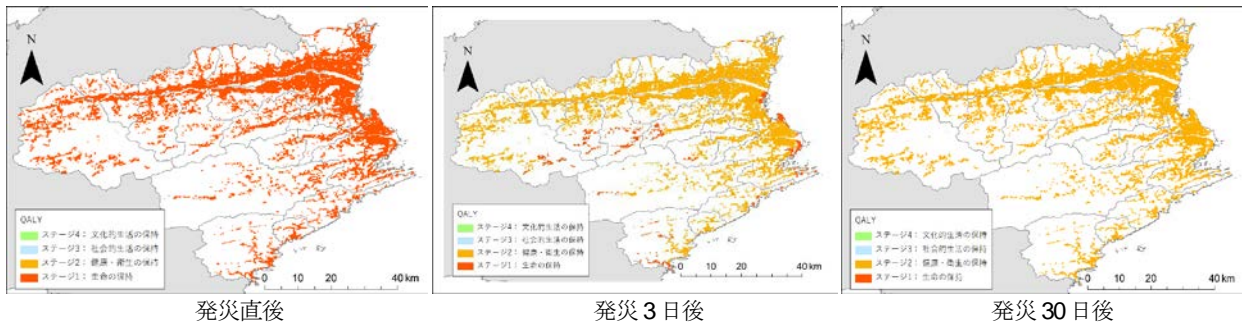 N
QALY
ステージ4： 文化的生活の保持
ステージ3： 社会的生活の保持
ステージ2： 健康・衛生の保持
ステージ1： 生命の保持
0 10 20 40 km
発災直後
N
QALY
ステージ4： 文化的生活の保持
ステージ3： 社会的生活の保持
ステージ2： 健康・衛生の保持
ステージ1： 生命の保持
0 10 20 40 km
発災 3 日後
N
QALY
ステージ4： 文化的生活の保持
ステージ3： 社会的生活の保持
ステージ2： 健康・衛生の保持
ステージ1： 生命の保持
0 10 20 40 km
発災 30 日後